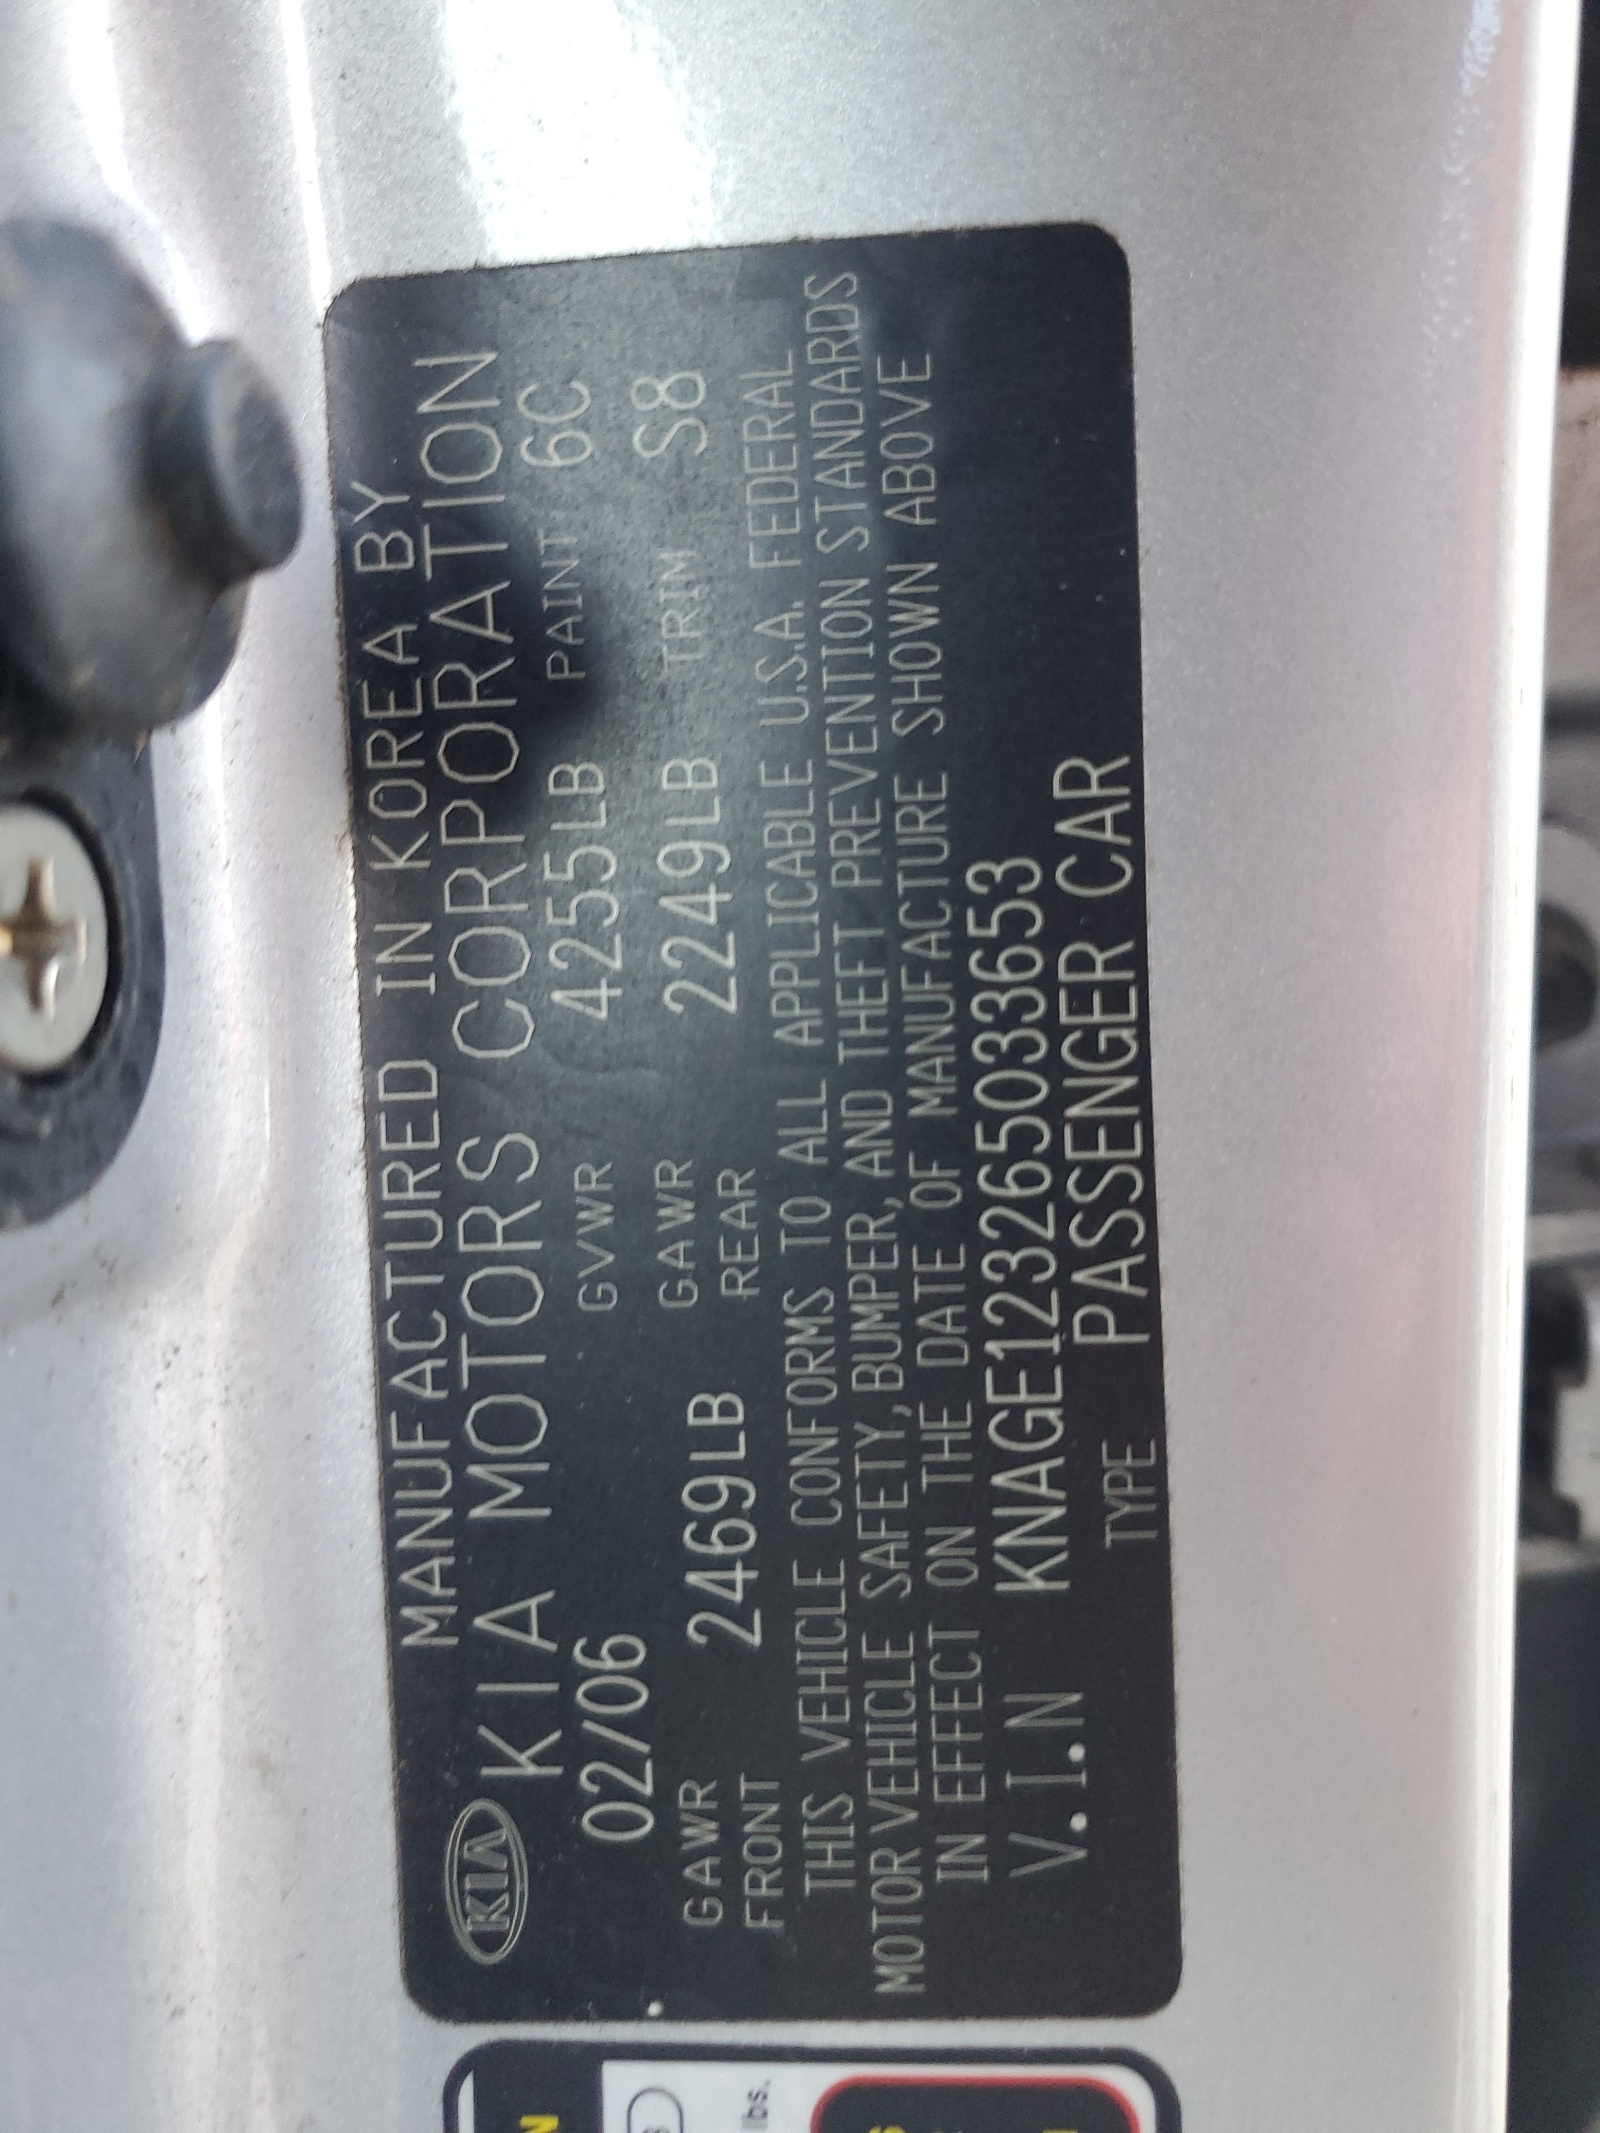 MANUFACTURED IN KOREA BY
KIA KIA MOTORS CORPORATION
02/06 GVWR 4255LB PAINT 6C
GAWR FRONT 2469LB GAWR REAR 2249LB TRIM S8
THIS VEHICLE CONFORMS TO ALL APPLICABLE U.S.A. FEDERAL
MOTOR VEHICLE SAFETY, BUMPER, AND THEFT PREVENTION STANDARDS
IN EFFECT ON THE DATE OF MANUFACTURE SHOWN ABOVE
V.I.N KNAGE123265033653
TYPE PASSENGER CAR
lbs.